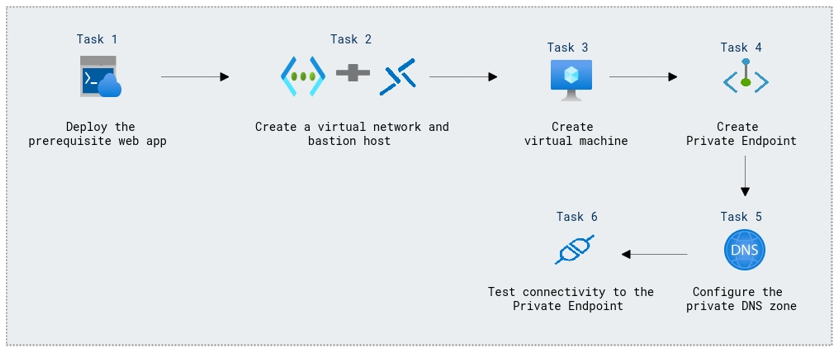 Task 1
Deploy the
prerequisite web app
Task 2
Create a virtual network and
bastion host
Task 3
Create
virtual machine
Task 4
Create
Private Endpoint
Task 5
DNS
Configure the
private DNS zone
Task 6
Test connectivity to the
Private Endpoint